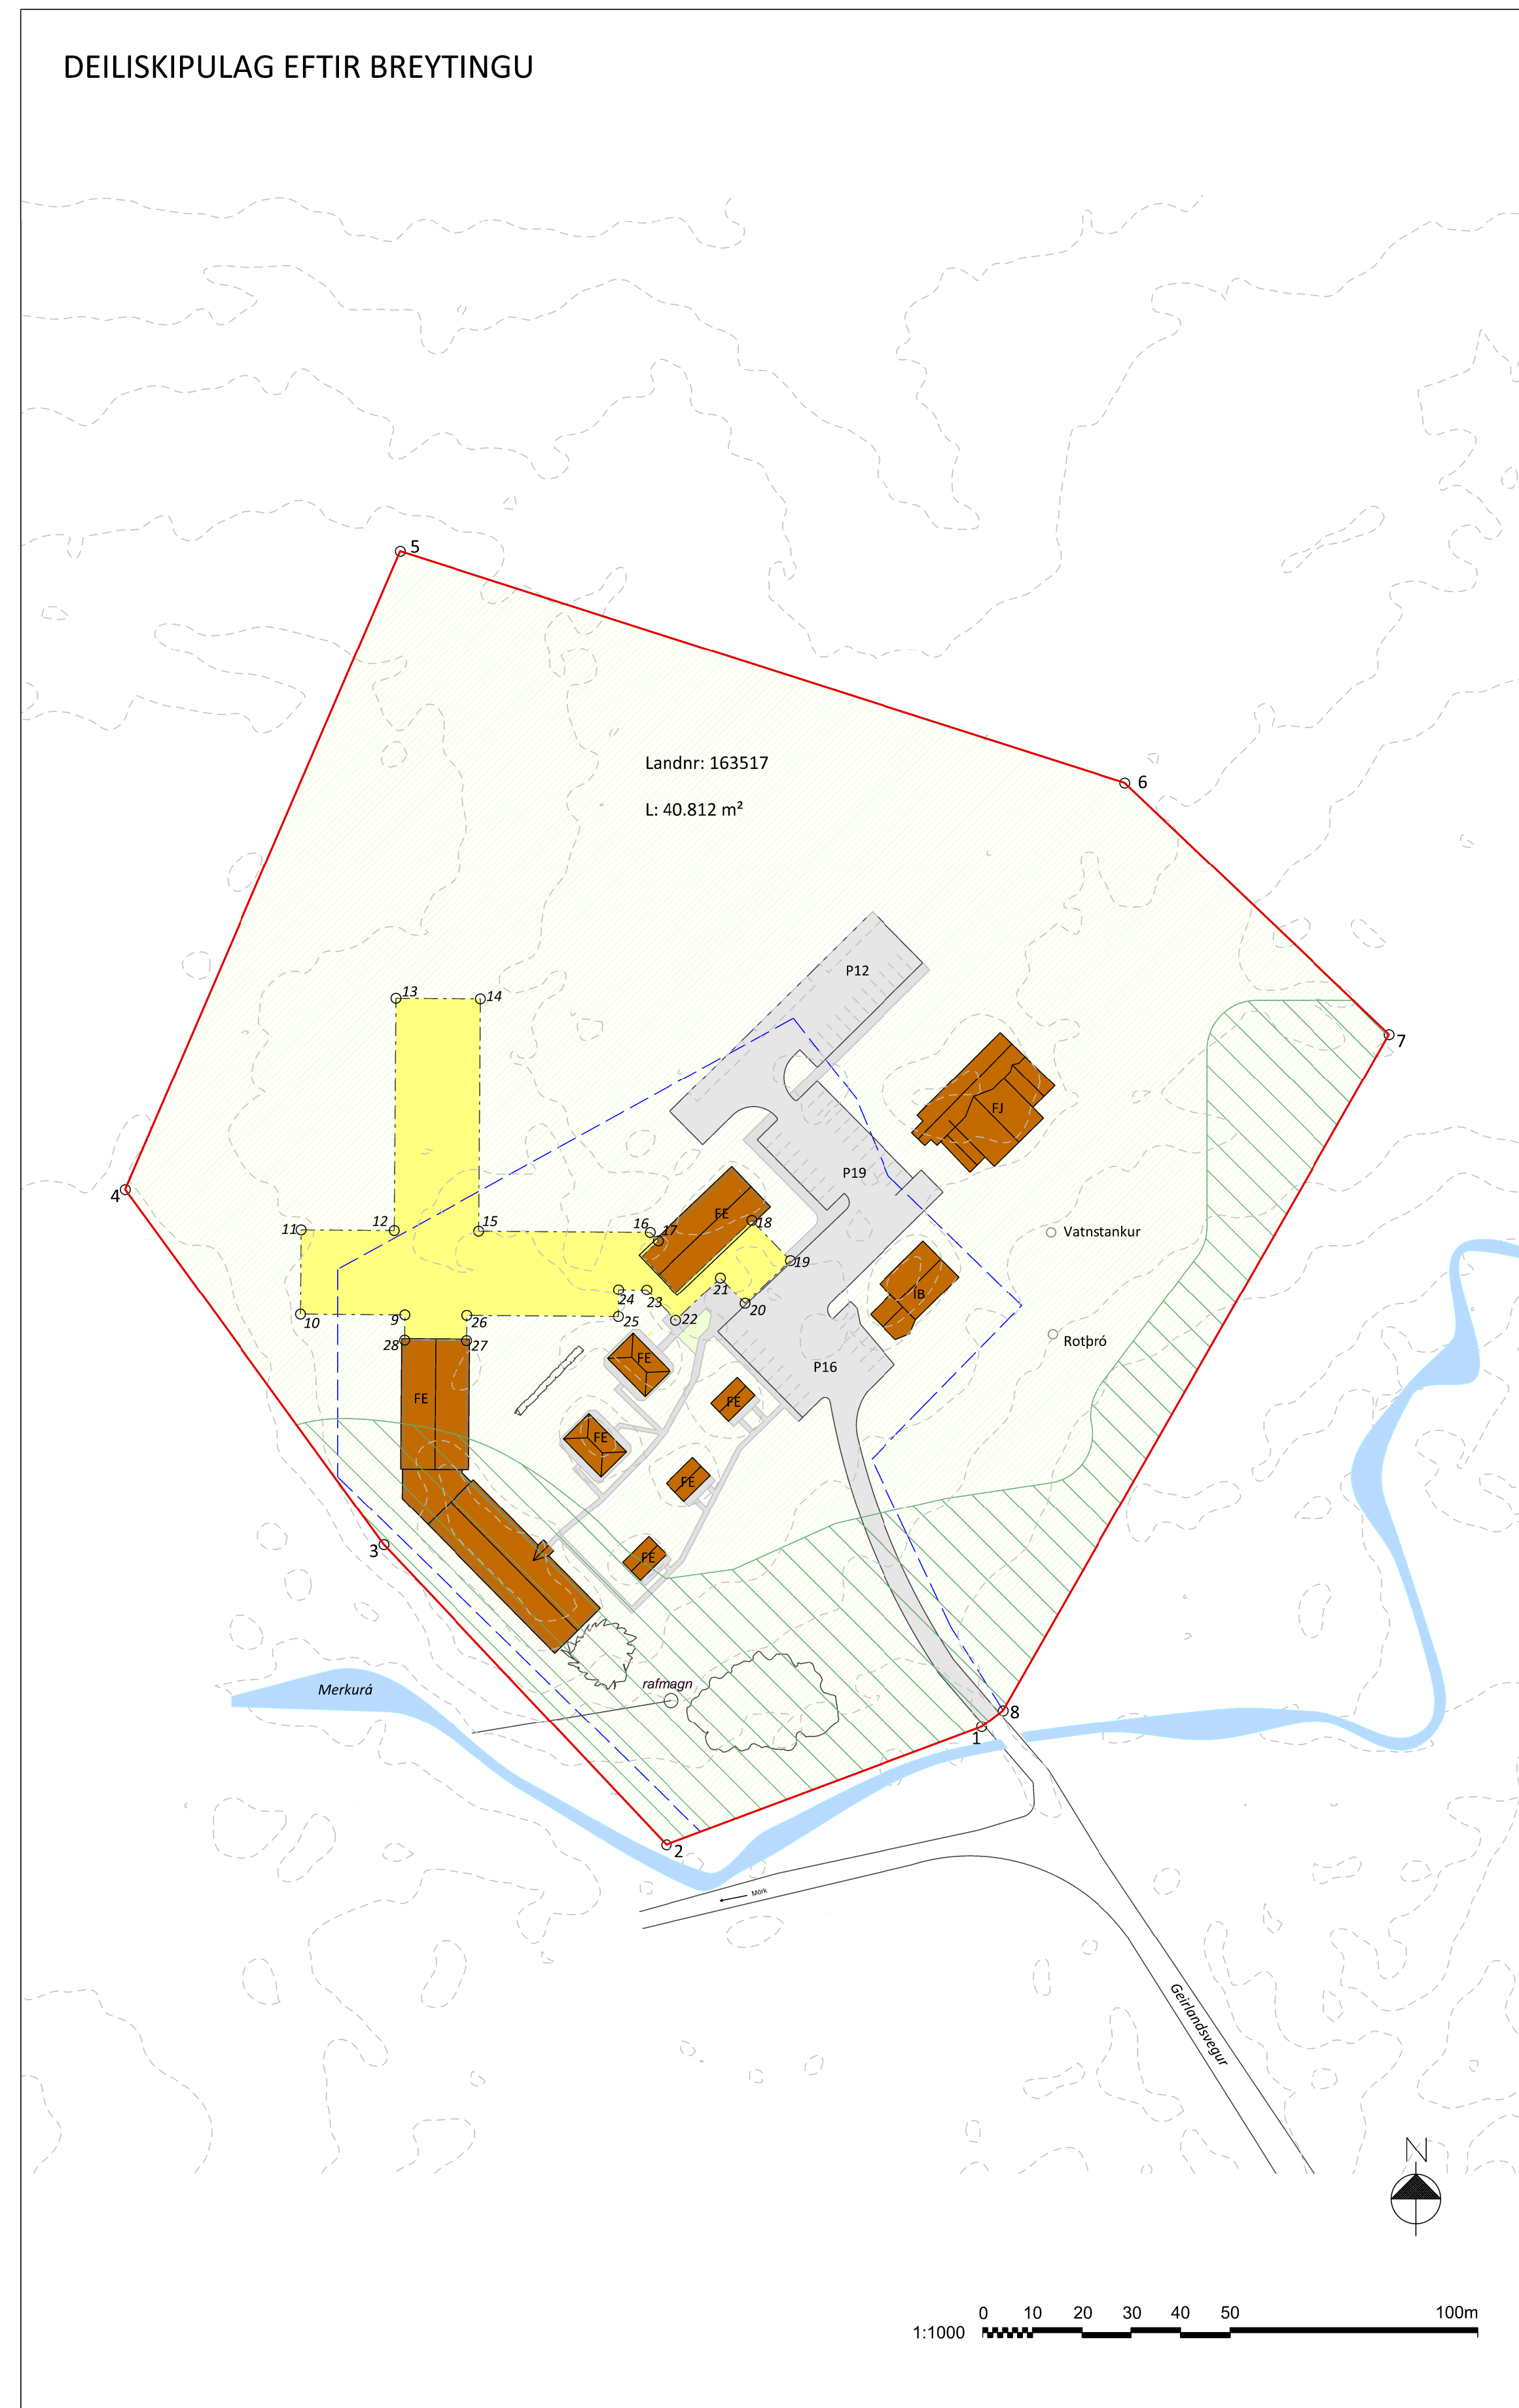 DEILISKIPULAG EFTIR BREYTINGU
5
Landnr: 163517
6
L: 40.812 m²
P12
13
14
7
FJ
P19
4
11
12
15
16
17
FE
18
Vatnstankur
19
21
24
23
ÍB
10
9
26
25
22
20
28
27
Rotþró
FE
P16
FE
FE
FE
FE
3
FE
rafmagn
Merkurá
8
1
2
Mörk
Geirlandsvegur
N
0 10 20 30 40 50 100m
1:1000